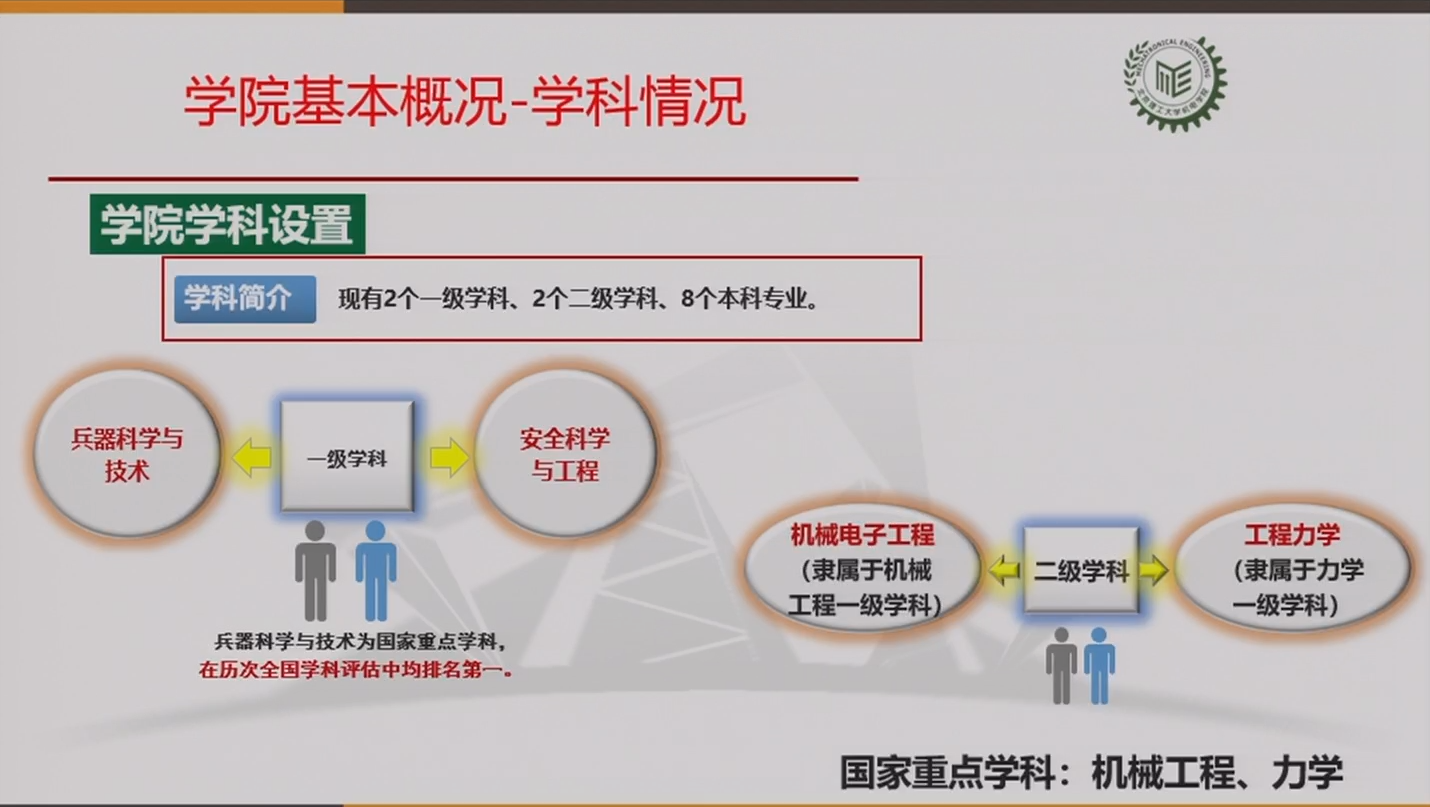 学院基本概况-学科情况
MECHATRONICAL ENGINEERING
北京理工大学机电学院
学院学科设置
学科简介
现有2个一级学科、2个二级学科、8个本科专业。
兵器科学与
技术
一级学科
安全科学
与工程
兵器科学与技术为国家重点学科，
在历次全国学科评估中均排名第一。
机械电子工程
（隶属于机械
工程一级学科）
二级学科
工程力学
（隶属于力学
一级学科）
国家重点学科：机械工程、力学